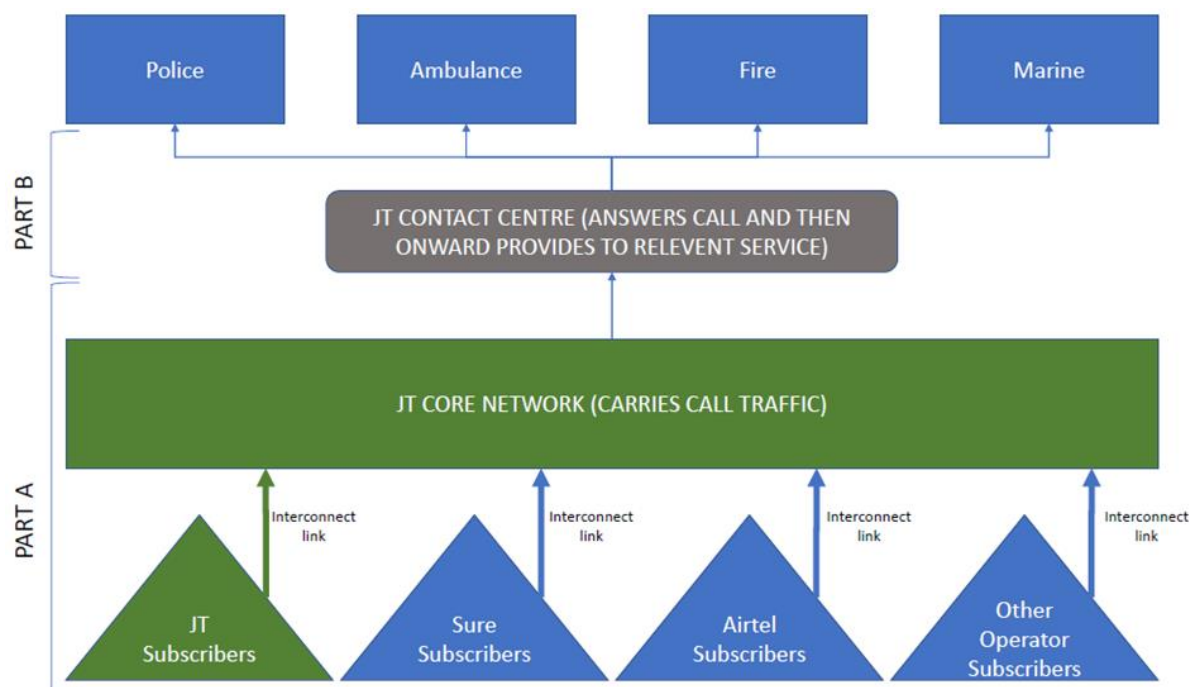 Police
Ambulance
Fire
Marine
PART B
JT CONTACT CENTRE (ANSWERS CALL AND THEN
ONWARD PROVIDES TO RELEVENT SERVICE)
PART A
JT CORE NETWORK (CARRIES CALL TRAFFIC)
Interconnect
link
Interconnect
link
Interconnect
link
Interconnect
link
JT
Subscribers
Sure
Subscribers
Airtel
Subscribers
Other
Operator
Subscribers